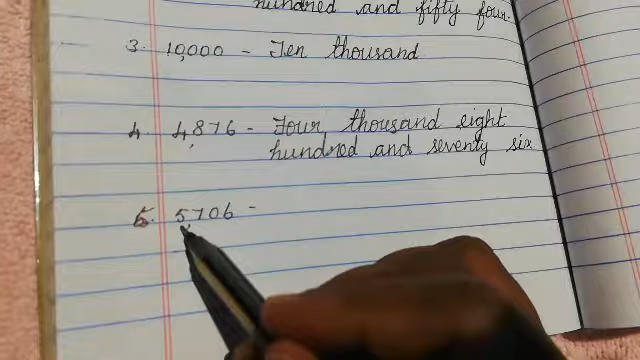 hundred and fifty four.
3. 10,000 - Ten thousand
4. 4,876 - Four thousand eight
hundred and seventy six.
5. 5706 -